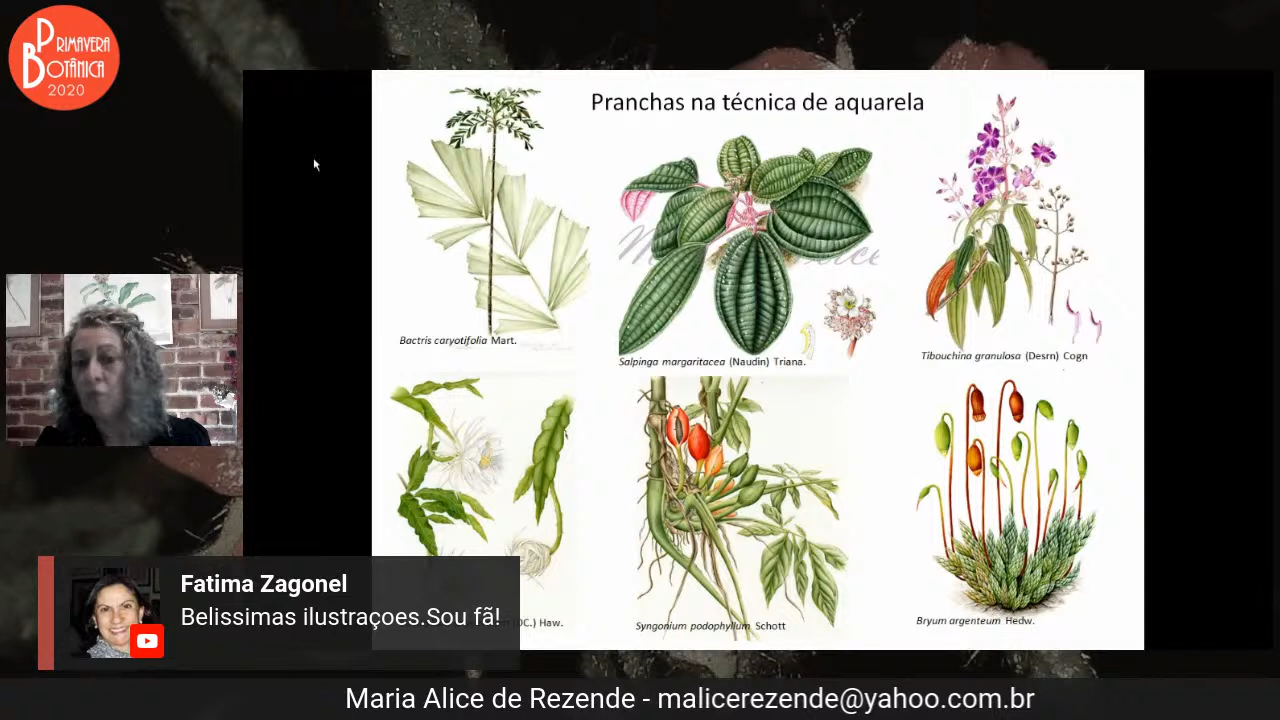 PRIMAVERA
BOTÂNICA
2020
Pranchas na técnica de aquarela
Bactris caryotifolia Mart.
Salpinga margaritacea (Naudin) Triana.
Tibouchina granulosa (Desrn) Cogn
(DC.) Haw.
Syngonium podophyllum Schott
Bryum argenteum Hedw.
Fatima Zagonel
Belissimas ilustraçoes.Sou fã!
Maria Alice de Rezende - malicerezende@yahoo.com.br